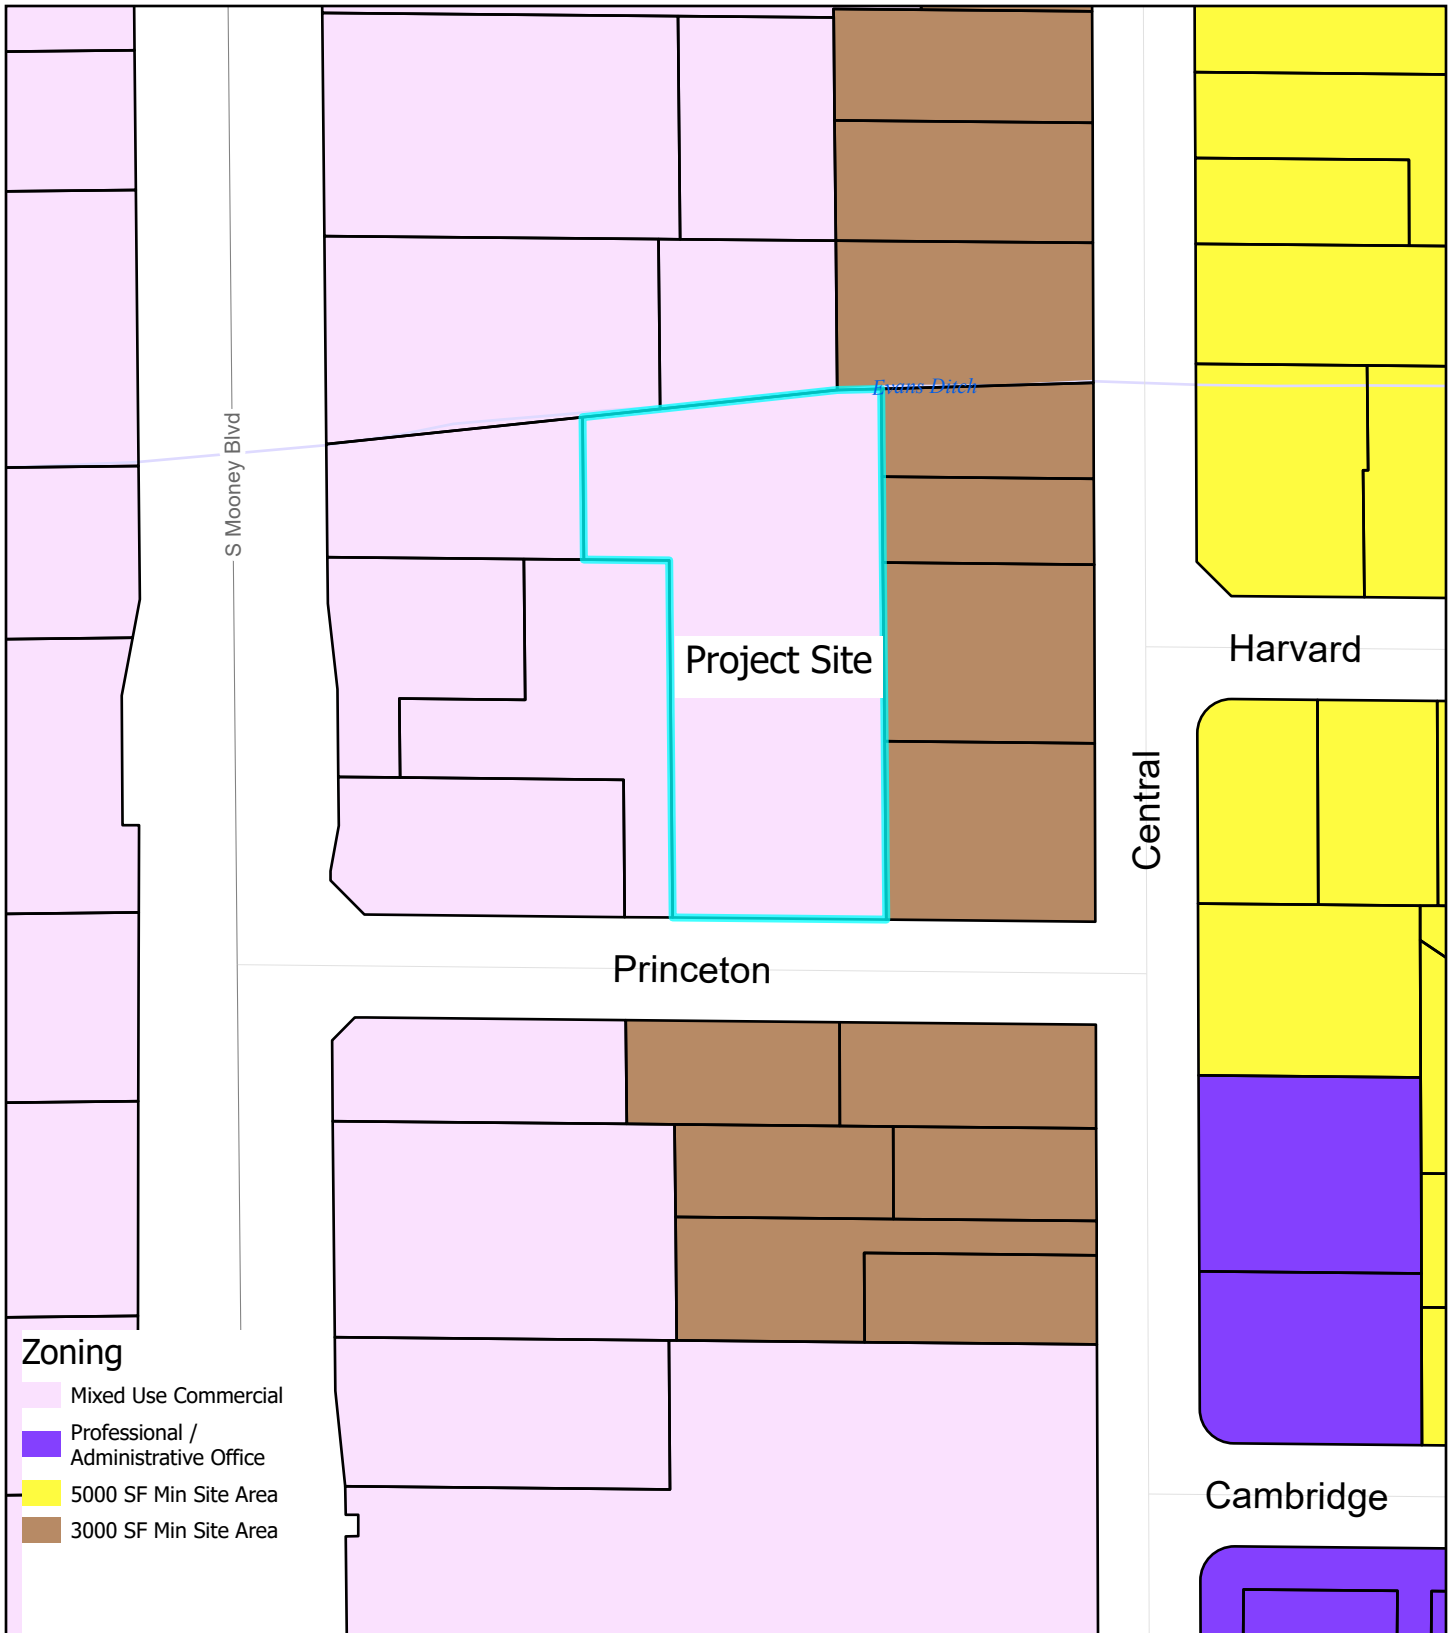 Evans Ditch
S Mooney Blvd
Harvard
Project Site
Central
Princeton
Zoning
Mixed Use Commercial
Professional /
Administrative Office
5000 SF Min Site Area
3000 SF Min Site Area
Cambridge